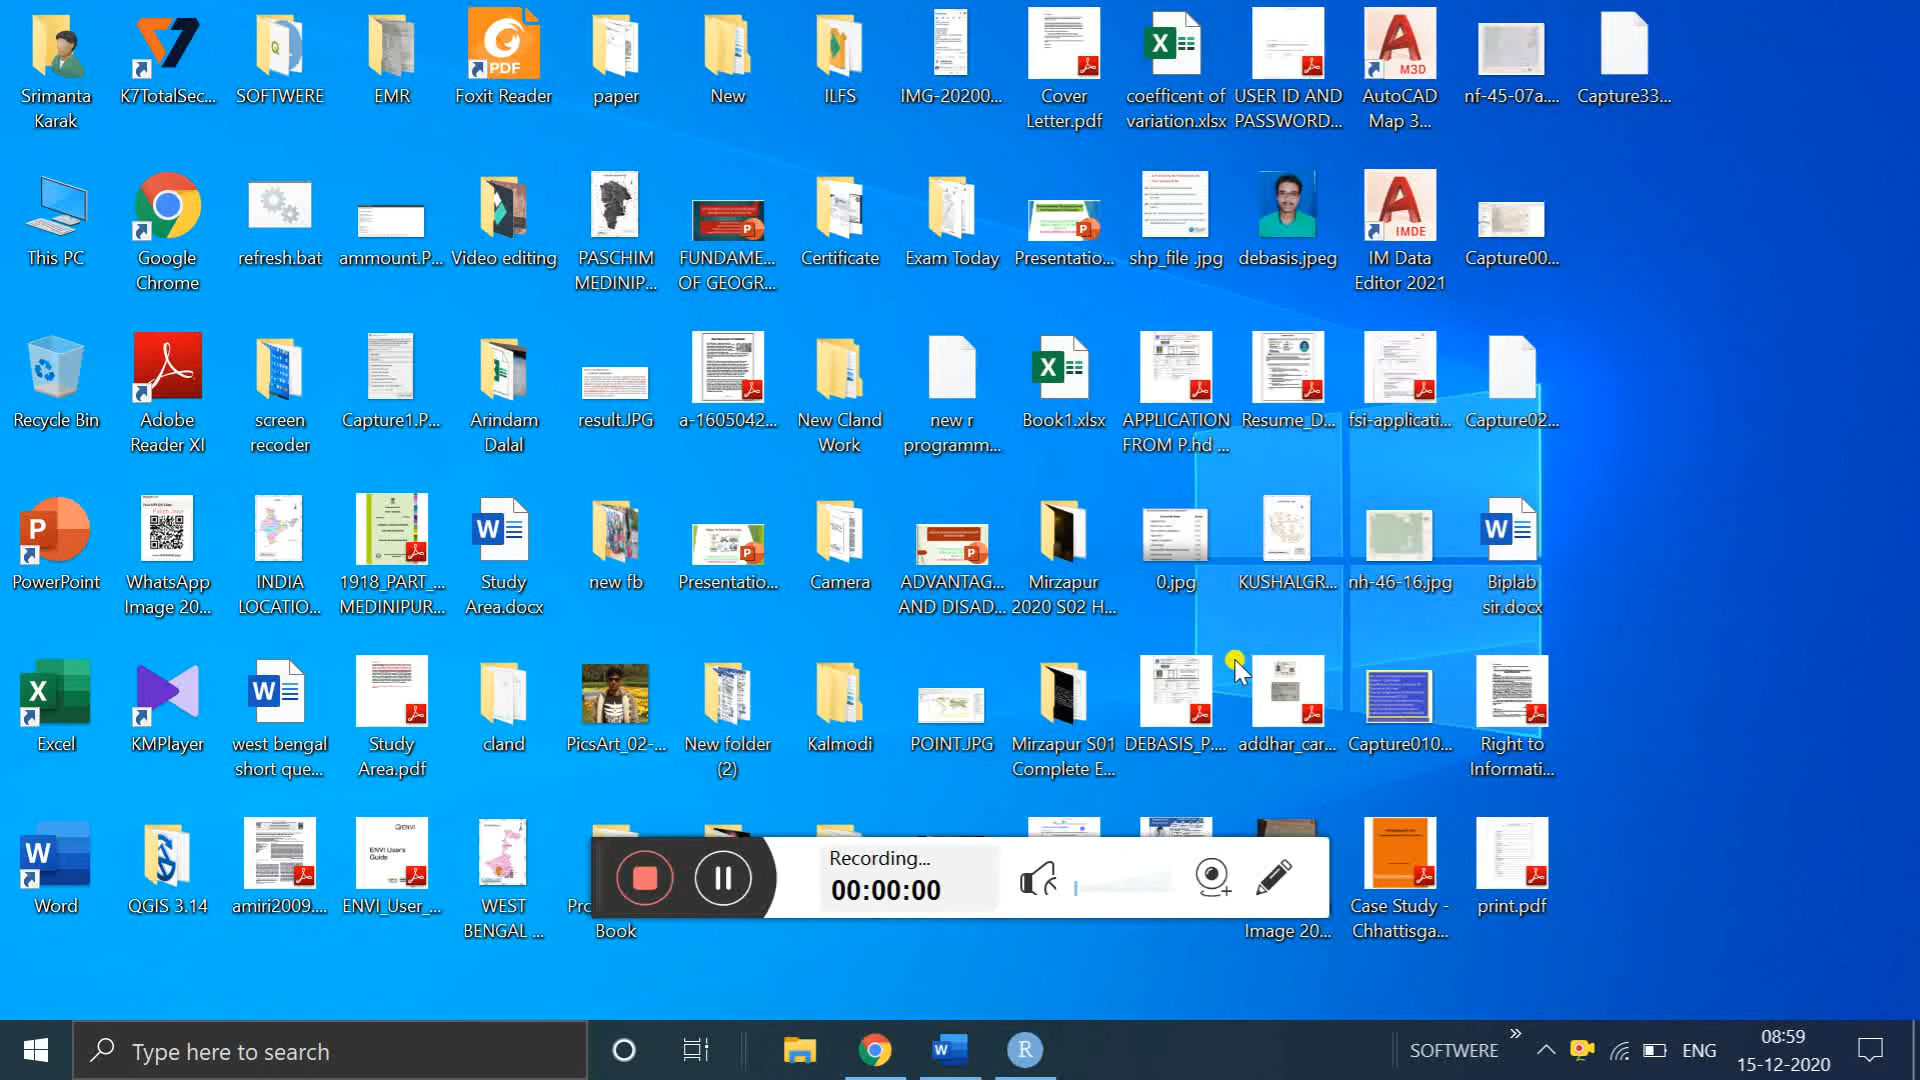 Srimanta
Karak
K7TotalSec...
SOFTWERE
EMR
Foxit Reader
paper
New
ILFS
IMG-20200...
Cover
Letter.pdf
coefficent of
variation.xlsx
USER ID AND
PASSWORD...
AutoCAD
Map 3...
nf-45-07a....
Capture33...
This PC
Google
Chrome
refresh.bat
ammount.P...
Video editing
PASCHIM
MEDINIP...
FUNDAME...
OF GEOGR...
Certificate
Exam Today
Presentatio...
shp_file .jpg
debasis.jpeg
IM Data
Editor 2021
Capture00...
Recycle Bin
Adobe
Reader XI
screen
recoder
Capture1.P...
Arindam
Dalal
result.JPG
a-1605042...
New Cland
Work
new r
programm...
Book1.xlsx
APPLICATION
FROM P.hd ...
Resume_D...
fsi-applicati...
Capture02...
PowerPoint
WhatsApp
Image 20...
INDIA
LOCATIO...
1918_PART_...
MEDINIPUR...
Study
Area.docx
new fb
Presentatio...
Camera
ADVANTAG...
AND DISAD...
Mirzapur
2020 S02 H...
0.jpg
KUSHALGR...
nh-46-16.jpg
Biplab
sir.docx
Excel
KMPlayer
west bengal
short que...
Study
Area.pdf
cland
PicsArt_02-...
New folder
(2)
Kalmodi
POINT.JPG
Mirzapur S01
Complete E...
DEBASIS_P....
addhar_car...
Capture010...
Right to
Informati...
Word
QGIS 3.14
amiri2009....
ENVI_User_...
WEST
BENGAL ...
Book
Image 20...
Case Study -
Chhattisga...
print.pdf
PDF
M3D
IMDE
ENVI User's
Guide
Recording...
00:00:00
Type here to search
SOFTWERE
ENG
08:59
15-12-2020